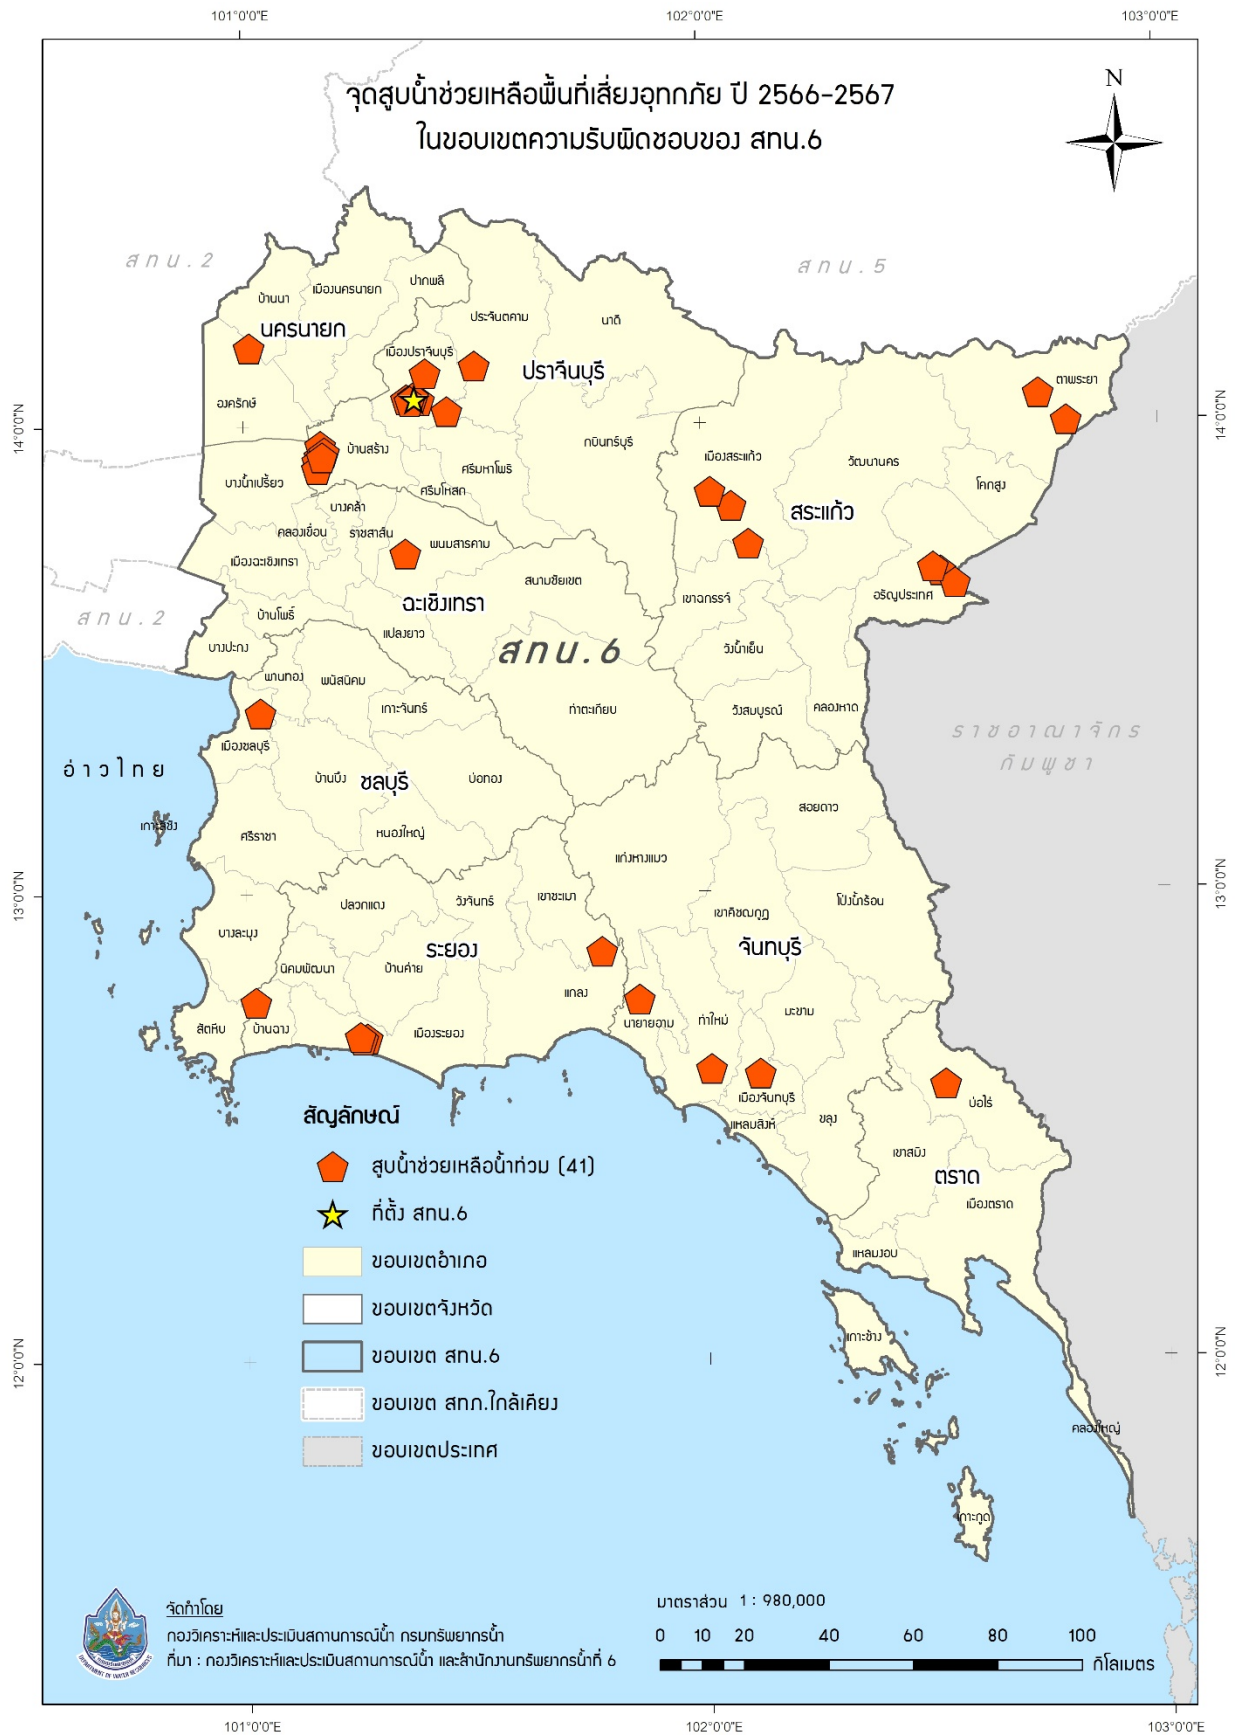 101°0'0"E 102°0'0"E 103°0'0"E
จุดสูบน้ำช่วยเหลือพื้นที่เสี่ยงอุทกภัย ปี 2566-2567
ในขอบเขตความรับผิดชอบของ สทน.6
N
สทน.2
สทน.5
ปากพลี
เมืองนครนายก
บ้านนา
นครนายก
ประจันตคาม
นาดี
เมืองปราจีนบุรี
ปราจีนบุรี
ตาพระยา
องครักษ์
14°0'0"N
14°0'0"N
บ้านสร้าง
กบินทร์บุรี
เมืองสระแก้ว
วัฒนานคร
ศรีมหาโพธิ
โคกสูง
บางน้ำเปรี้ยว
ศรีมโหสถ
บางคล้า
สระแก้ว
คลองเขื่อน
ราชสาส์น
พนมสารคาม
เมืองฉะเชิงเทรา
สนามชัยเขต
อรัญประเทศ
เขาฉกรรจ์
ฉะเชิงเทรา
สทน.2
บ้านโพธิ์
แปลงยาว
บางปะกง
สทน.6
วังน้ำเย็น
พานทอง
พนัสนิคม
เกาะจันทร์
ท่าตะเกียบ
วังสมบูรณ์
คลองหาด
เมืองชลบุรี
ราชอาณาจักร
กัมพูชา
อ่าวไทย
บ้านบึง
ชลบุรี
บ่อทอง
สอยดาว
เกาะสีชัง
ศรีราชา
หนองใหญ่
แก่งหางแมว
13°0'0"N
13°0'0"N
ปลวกแดง
วังจันทร์
เขาชะเมา
เขาคิชฌกูฏ
โป่งน้ำร้อน
บางละมุง
ระยอง
จันทบุรี
นิคมพัฒนา
บ้านค่าย
แกลง
มะขาม
สัตหีบ
บ้านฉาง
เมืองระยอง
นายายอาม
ท่าใหม่
เมืองจันทบุรี
บ่อไร่
แหลมสิงห์
ขลุง
เขาสมิง
ตราด
เมืองตราด
แหลมงอบ
เกาะช้าง
คลองใหญ่
เกาะกูด
สัญลักษณ์
สูบน้ำช่วยเหลือน้ำท่วม (41)
ที่ตั้ง สทน.6
ขอบเขตอำเภอ
ขอบเขตจังหวัด
ขอบเขต สทน.6
ขอบเขต สทภ.ใกล้เคียง
ขอบเขตประเทศ
12°0'0"N
12°0'0"N
จัดทำโดย
กองวิเคราะห์และประเมินสถานการณ์น้ำ กรมทรัพยากรน้ำ
ที่มา : กองวิเคราะห์และประเมินสถานการณ์น้ำ และสำนักงานทรัพยากรน้ำที่ 6
DEPARTMENT OF WATER RESOURCES
มาตราส่วน 1 : 980,000
0 10 20 40 60 80 100
กิโลเมตร
101°0'0"E 102°0'0"E 103°0'0"E